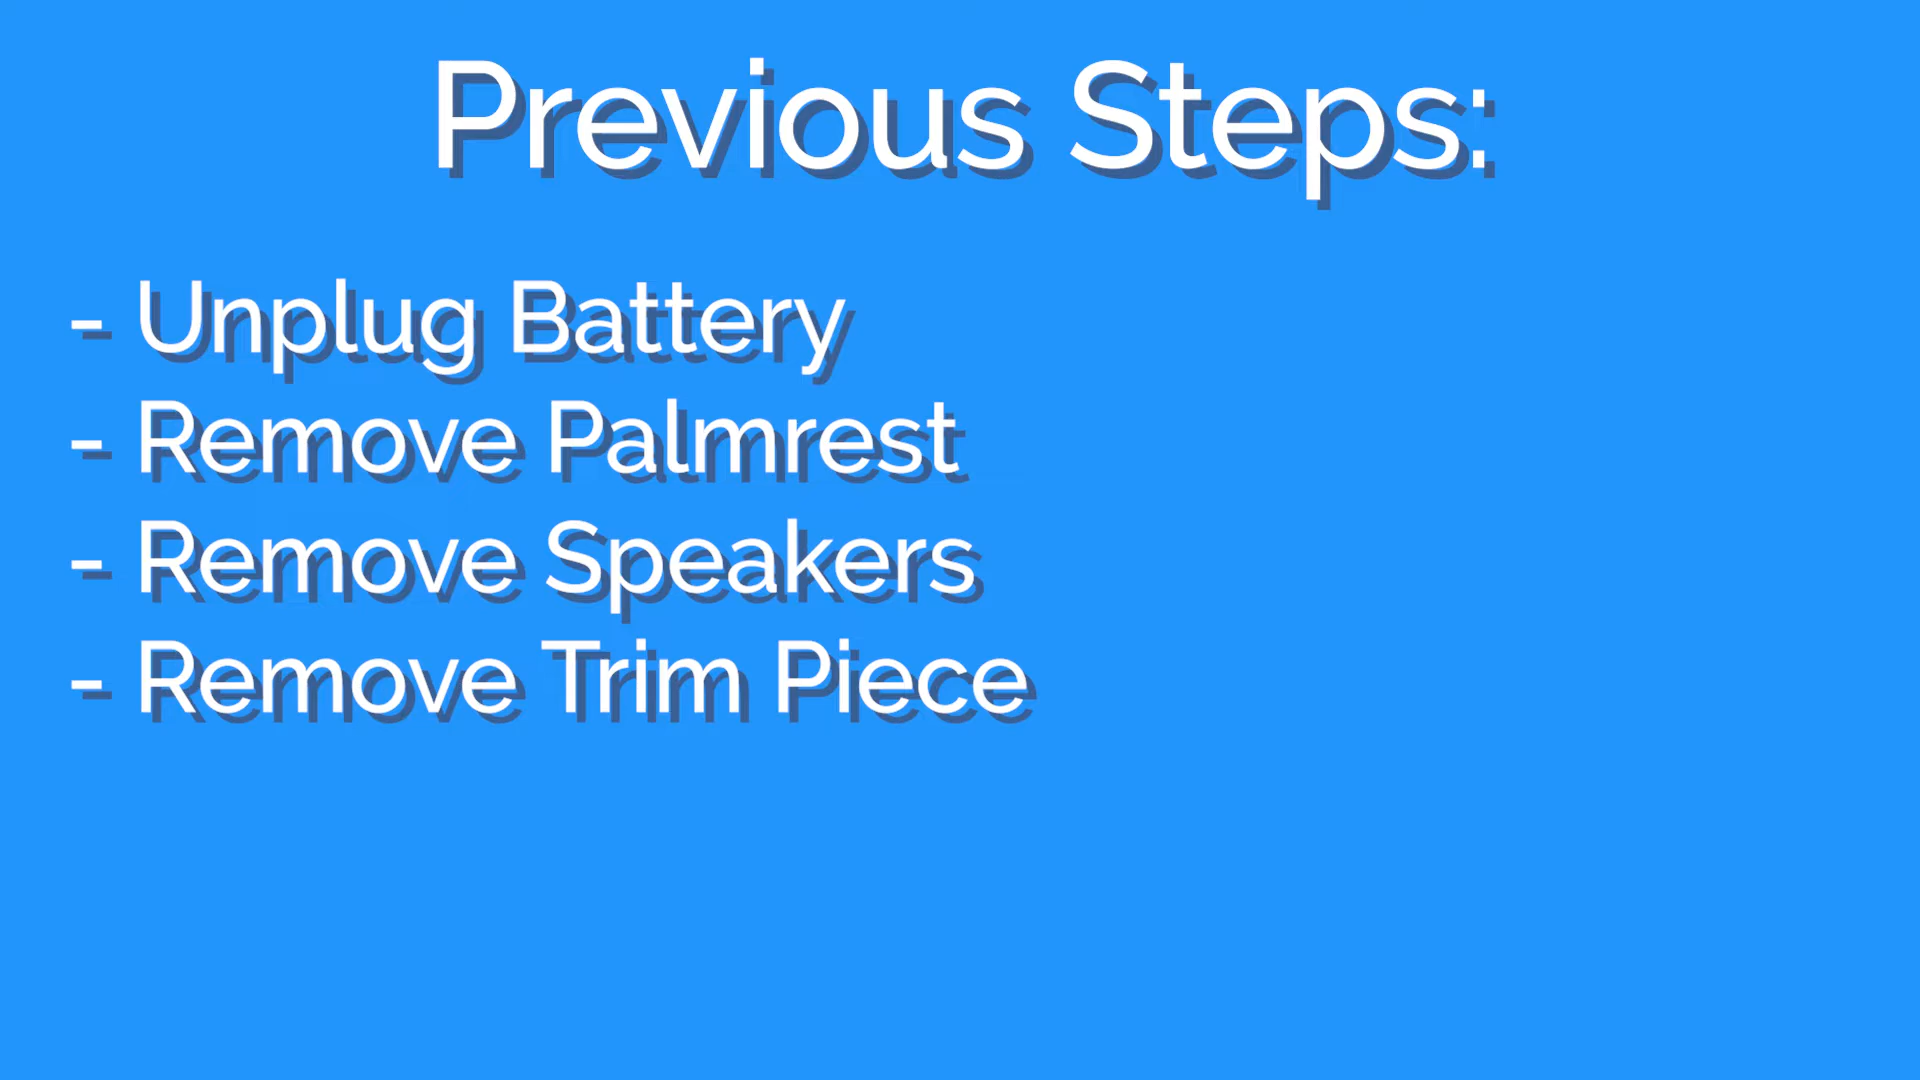 Previous Steps:
- Unplug Battery
- Remove Palmrest
- Remove Speakers
- Remove Trim Piece